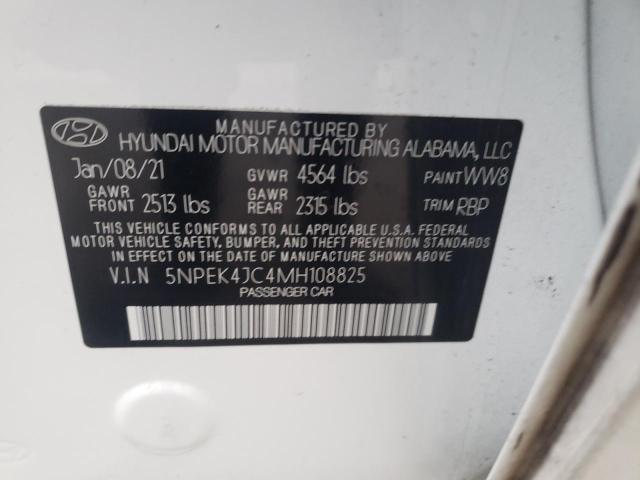 MANUFACTURED BY
HYUNDAI MOTOR MANUFACTURING ALABAMA, LLC
Jan/08/21 GVWR 4564 lbs PAINT WW8
GAWR FRONT 2513 lbs GAWR REAR 2315 lbs TRIM RBP
THIS VEHICLE CONFORMS TO ALL APPLICABLE U.S.A. FEDERAL
MOTOR VEHICLE SAFETY, BUMPER, AND THEFT PREVENTION
STANDARDS IN EFFECT ON THE DATE OF MANUFACTURE SHOWN ABOVE.
V.I.N 5NPEK4JC4MH108825
PASSENGER CAR